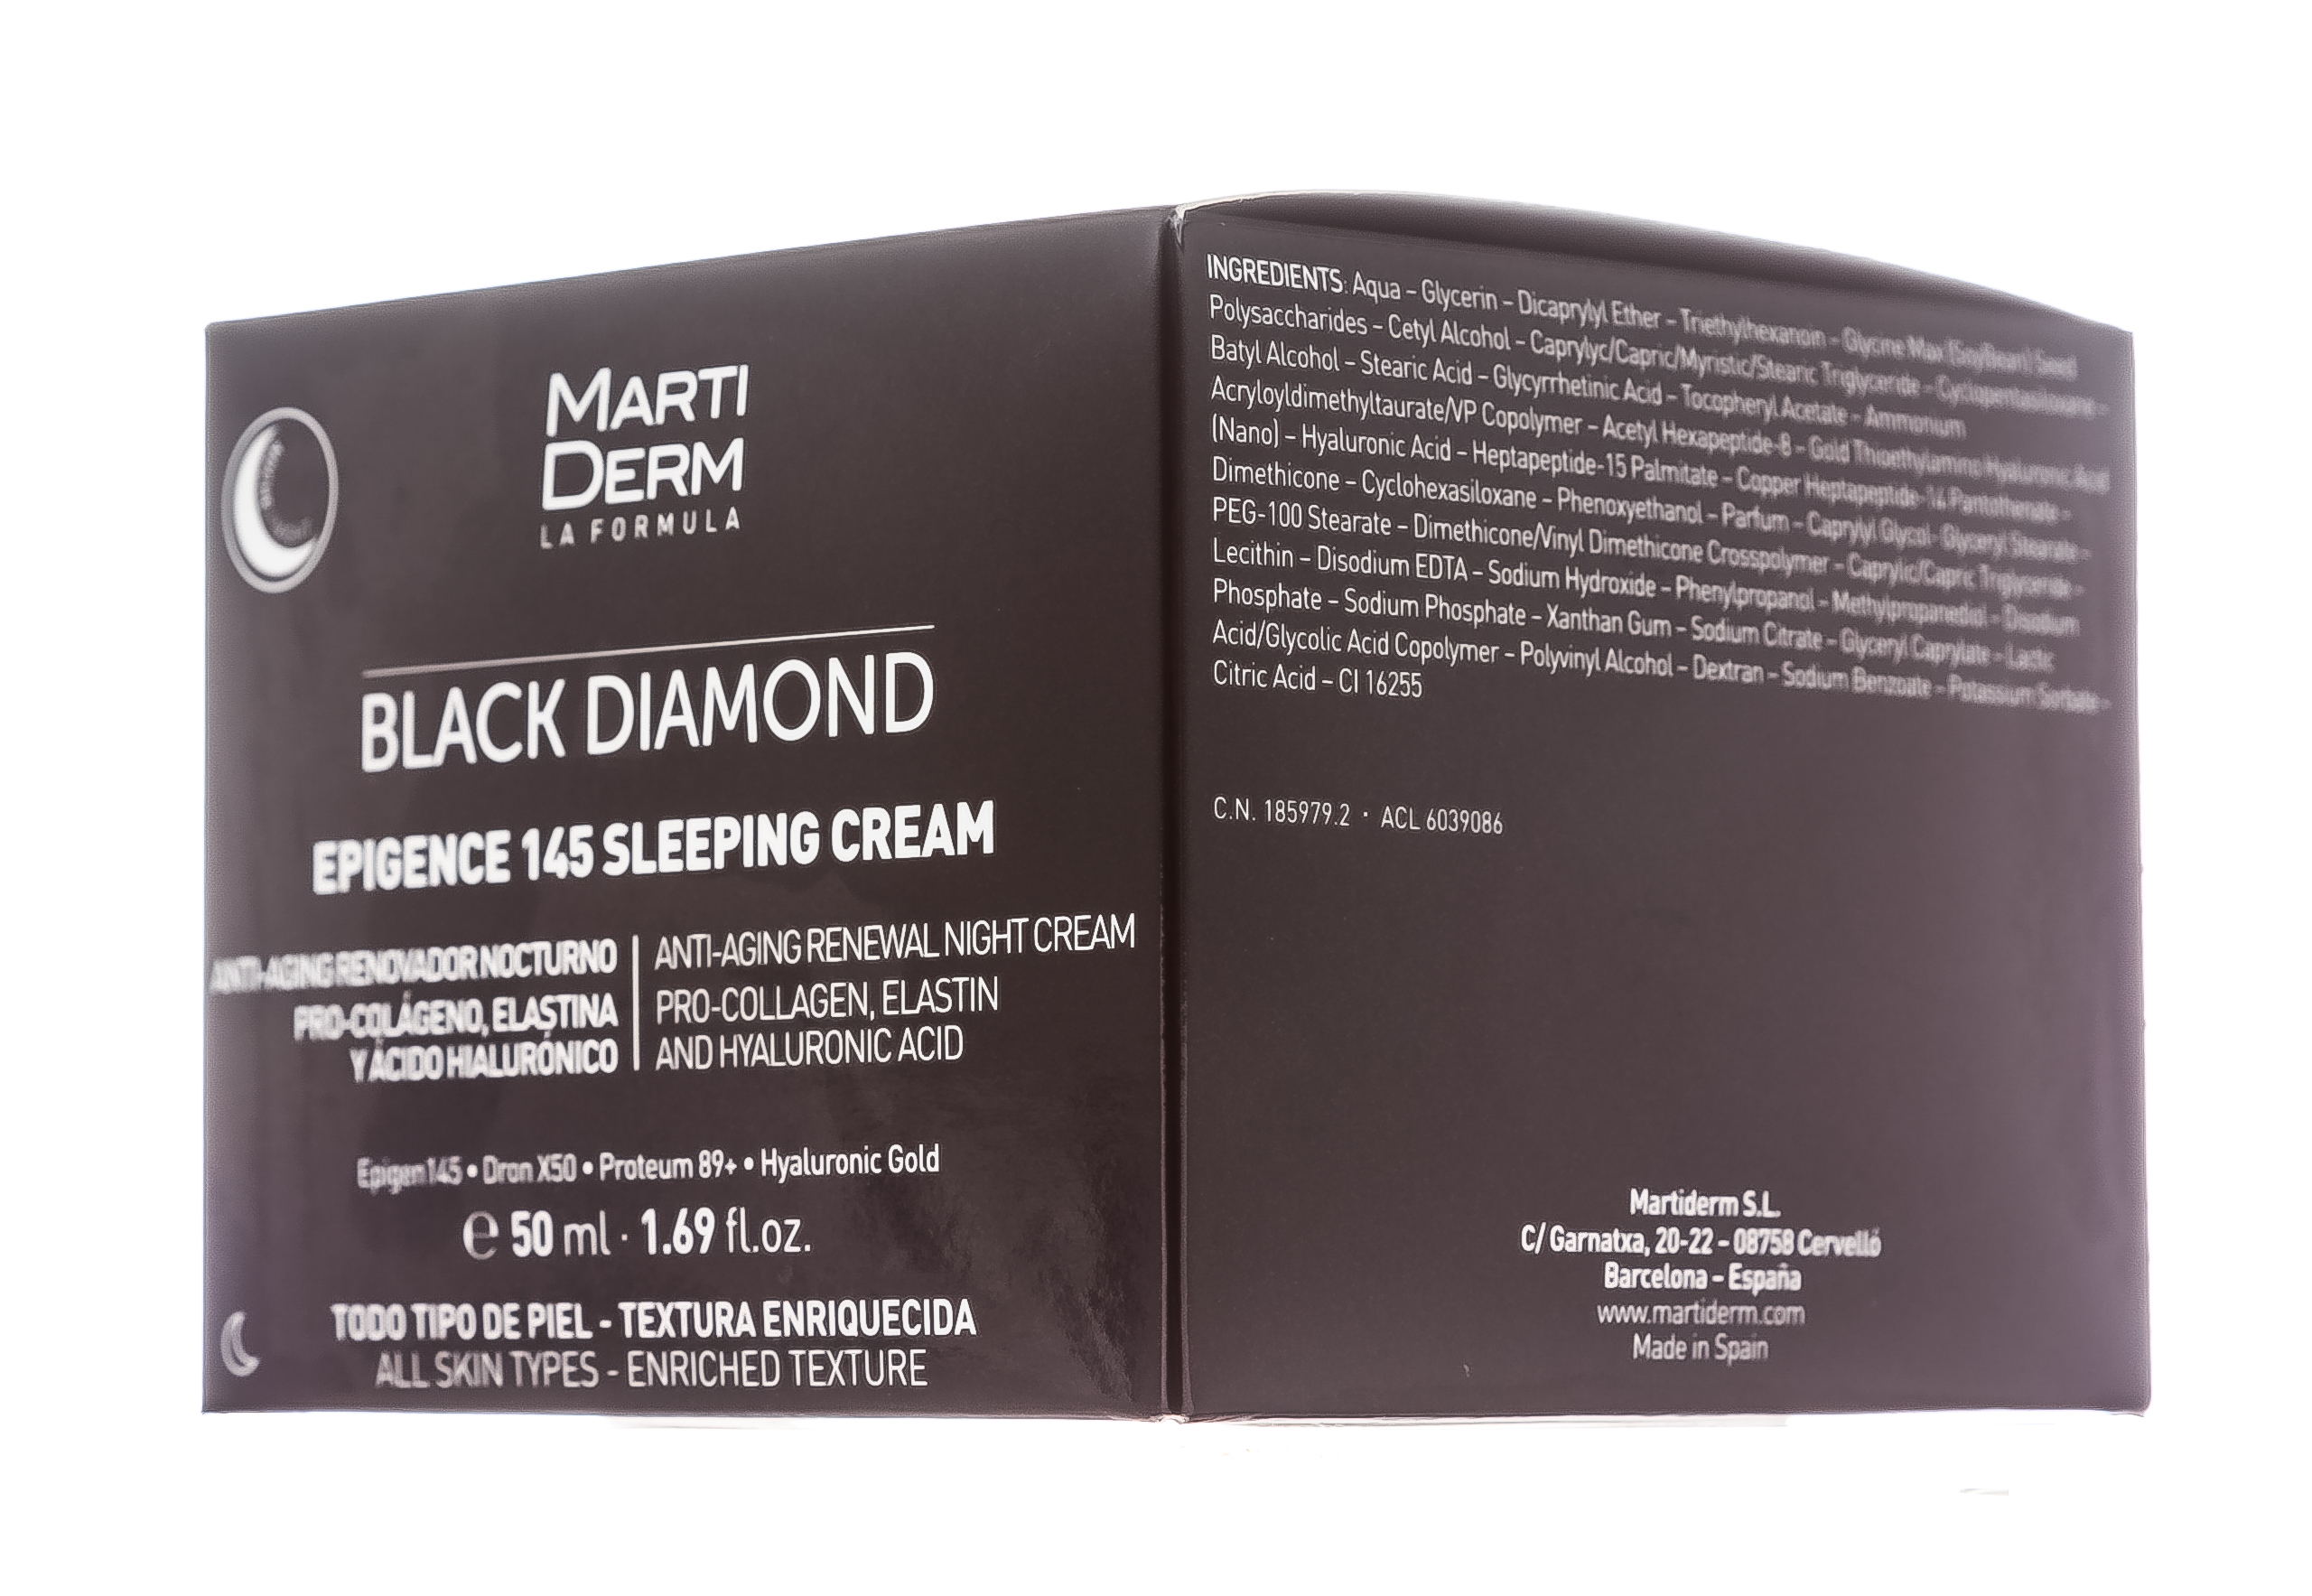 MARTI
DERM
LA FORMULA
BLACK DIAMOND
EPIGENCE 145 SLEEPING CREAM
ANTI-AGING RENOVADOR NOCTURNO
PRO-COLÁGENO, ELASTINA
Y ÁCIDO HIALURÓNICO
ANTI-AGING RENEWAL NIGHT CREAM
PRO-COLLAGEN, ELASTIN
AND HYALURONIC ACID
Epigen145 • Dron X50 • Proteum 89+ • Hyaluronic Gold
℮ 50 ml · 1.69 fl.oz.
TODO TIPO DE PIEL - TEXTURA ENRIQUECIDA
ALL SKIN TYPES - ENRICHED TEXTURE
INGREDIENTS: Aqua – Glycerin – Dicaprylyl Ether – Triethylhexanoin – Glycine Max (SoyBean) Seed
Polysaccharides – Cetyl Alcohol – Caprylyc/Capric/Myristic/Stearic Triglyceride – Cyclopentasiloxane –
Batyl Alcohol – Stearic Acid – Glycyrrhetinic Acid – Tocopheryl Acetate – Ammonium
Acryloyldimethyltaurate/VP Copolymer – Acetyl Hexapeptide-8 – Gold Thioethylamino Hyaluronic Acid
(Nano) – Hyaluronic Acid – Heptapeptide-15 Palmitate – Copper Heptapeptide-14 Pantothenate –
Dimethicone – Cyclohexasiloxane – Phenoxyethanol – Parfum – Caprylyl Glycol- Glyceryl Stearate –
PEG-100 Stearate – Dimethicone/Vinyl Dimethicone Crosspolymer – Caprylic/Capric Triglyceride –
Lecithin – Disodium EDTA – Sodium Hydroxide – Phenylpropanol – Methylpropanediol – Disodium
Phosphate – Sodium Phosphate – Xanthan Gum – Sodium Citrate – Glyceryl Caprylate – Lactic
Acid/Glycolic Acid Copolymer – Polyvinyl Alcohol – Dextran – Sodium Benzoate – Potassium Sorbate –
Citric Acid – CI 16255
C.N. 185979.2 · ACL 6039086
Martiderm S.L.
C/ Garnatxa, 20-22 – 08758 Cervelló
Barcelona – España
www.martiderm.com
Made in Spain